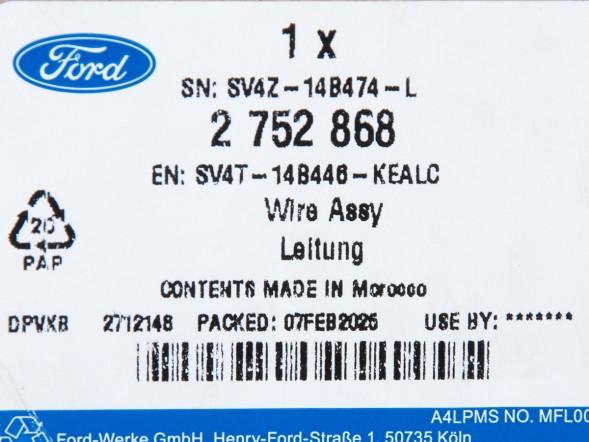 1 x
Ford
SN: SV4Z-14B474-L
2 752 868
EN: SV4T-14B446-KEALC
Wire Assy
Leitung
20
PAP
CONTENTS MADE IN Morocco
DPVXB 2712148 PACKED: 07FEB2025 USE BY: *******
A4LPMS NO. MFL00
Ford-Werke GmbH, Henry-Ford-Straße 1, 50735 Köln